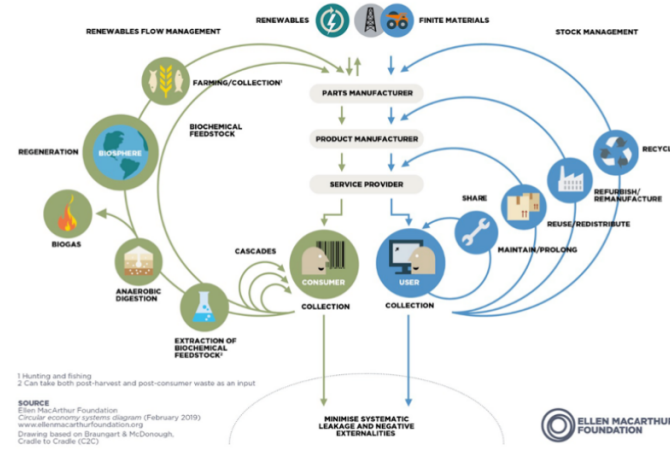 RENEWABLES
FINITE MATERIALS
RENEWABLES FLOW MANAGEMENT
STOCK MANAGEMENT
FARMING/COLLECTION¹
PARTS MANUFACTURER
BIOCHEMICAL
FEEDSTOCK
PRODUCT MANUFACTURER
REGENERATION
BIOSPHERE
RECYCL
SERVICE PROVIDER
REFURBISH/
REMANUFACTURE
SHARE
REUSE/REDISTRIBUTE
BIOGAS
MAINTAIN/PROLONG
CASCADES
CONSUMER
USER
ANAEROBIC
DIGESTION
COLLECTION
COLLECTION
EXTRACTION OF
BIOCHEMICAL
FEEDSTOCK²
1 Hunting and fishing
2 Can take both post-harvest and post-consumer waste as an input
SOURCE
Ellen MacArthur Foundation
Circular economy systems diagram (February 2019)
www.ellenmacarthurfoundation.org
Drawing based on Braungart & McDonough,
Cradle to Cradle (C2C)
MINIMISE SYSTEMATIC
LEAKAGE AND NEGATIVE
EXTERNALITIES
ELLEN MACARTHUR
FOUNDATION